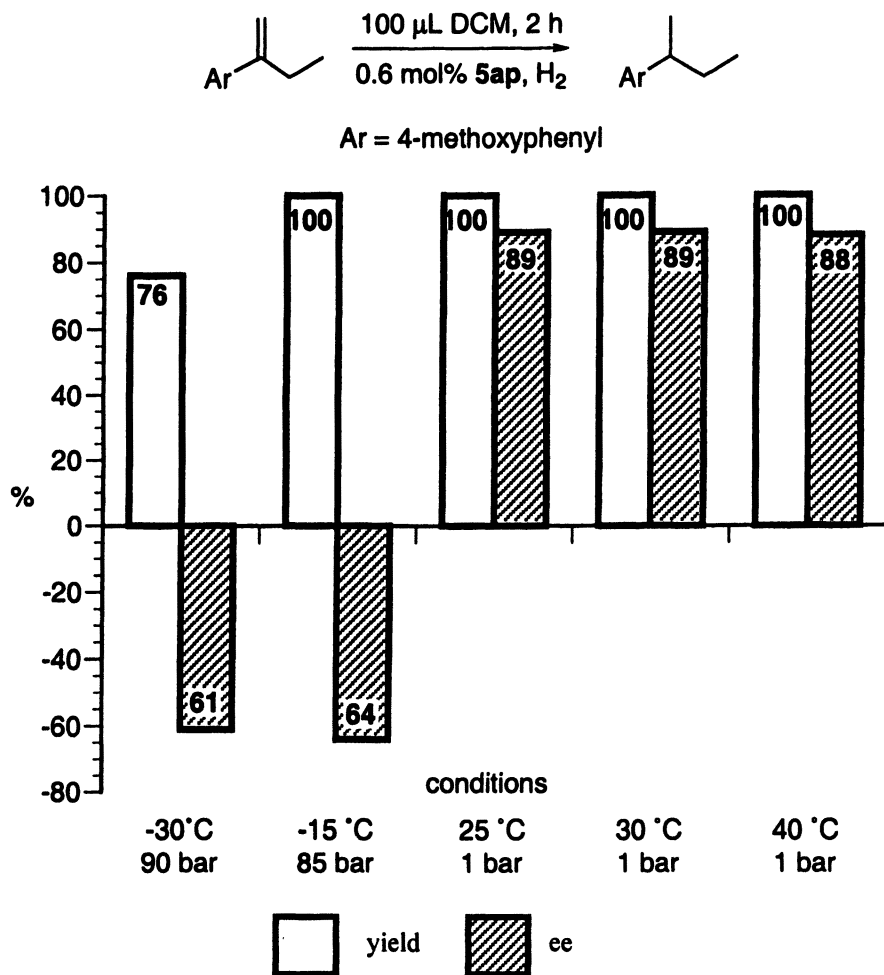 100 μL DCM, 2 h
Ar
0.6 mol% 5ap, H2
Ar
Ar = 4-methoxyphenyl
100
80
60
40
20
%
0
-20
-40
-60
-80
76
100
100
89
100
89
100
88
61
64
conditions
-30˚C
-15 ˚C
25 ˚C
30 ˚C
40 ˚C
90 bar
85 bar
1 bar
1 bar
1 bar
yield
ee